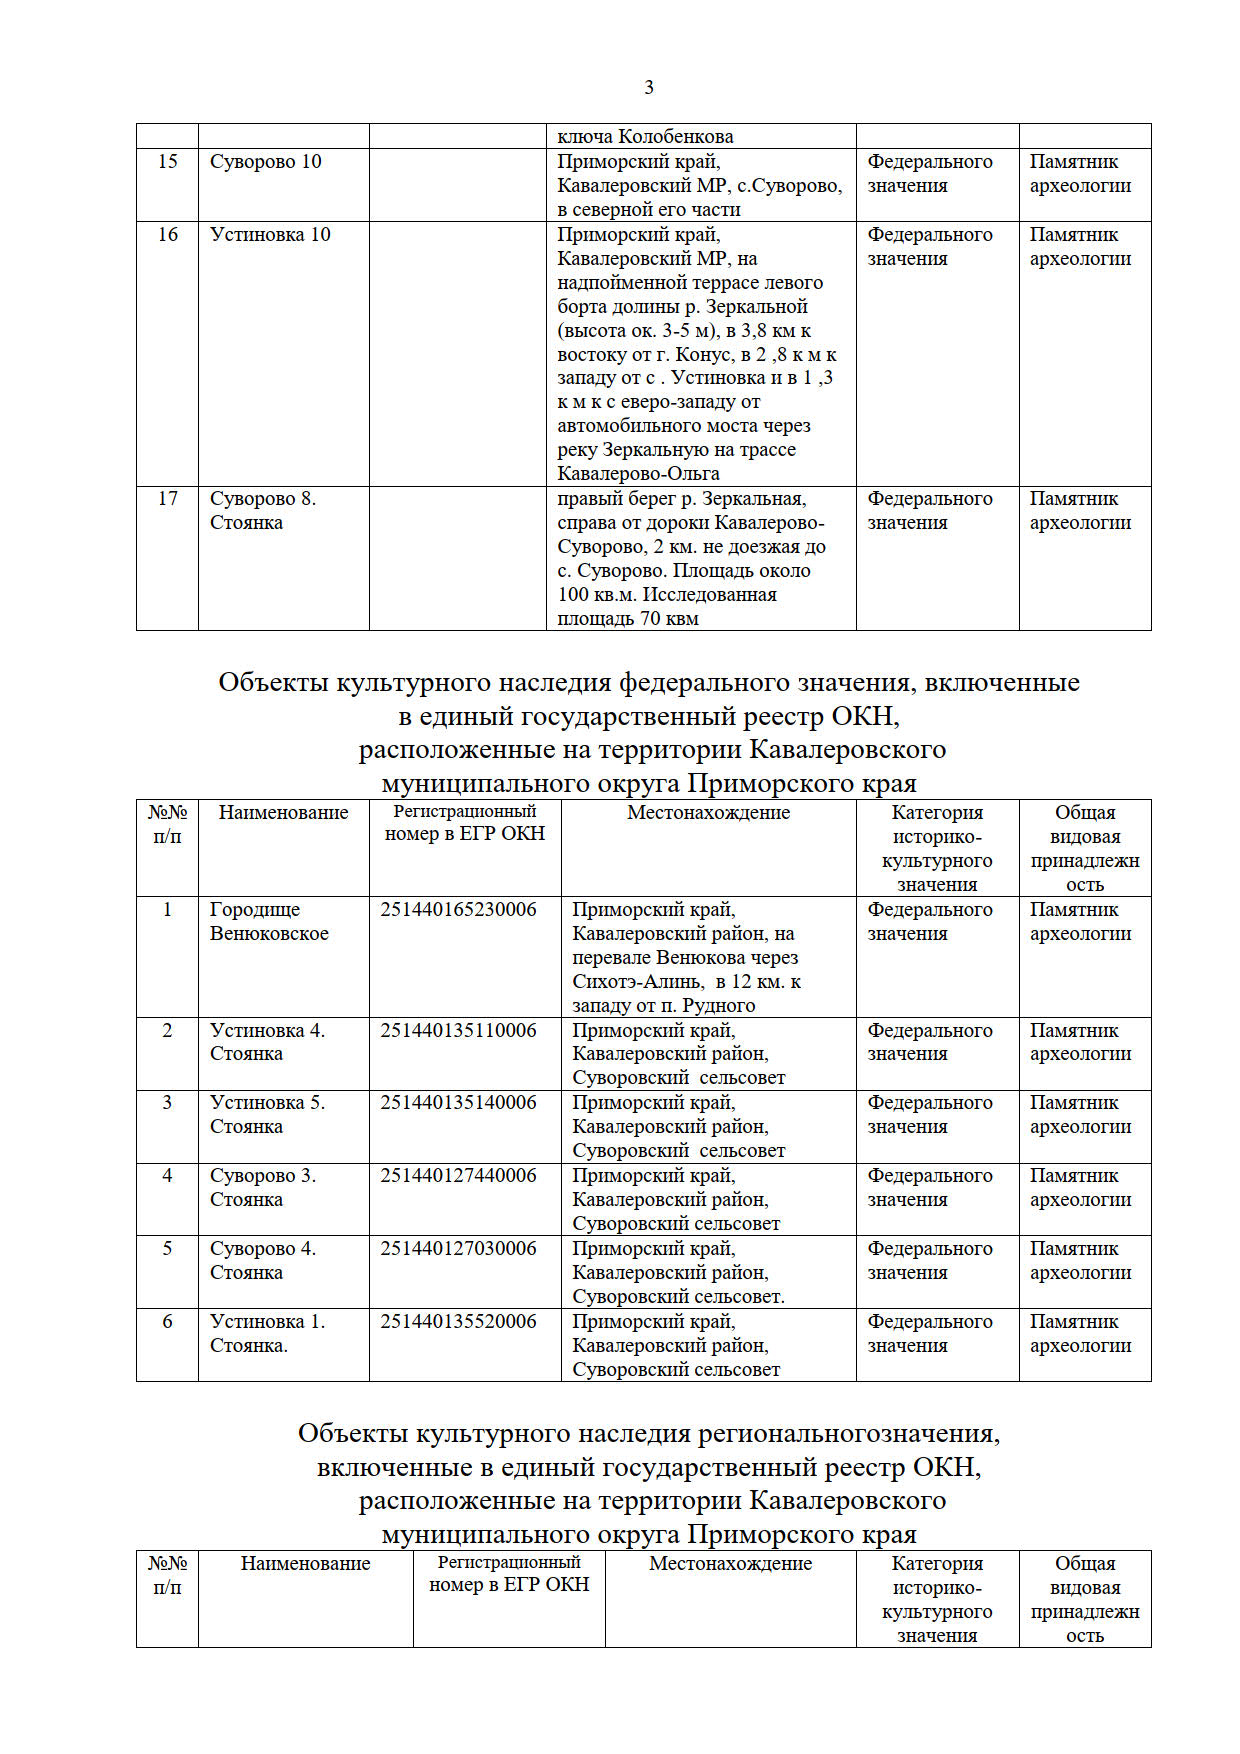 3
ключа Колобенкова
15 Суворово 10 Приморский край, Федерального Памятник
Кавалеровский МР, с.Суворово, значения археологии
в северной его части
16 Устиновка 10 Приморский край, Федерального Памятник
Кавалеровский МР, на значения археологии
надпойменной террасе левого
борта долины р. Зеркальной
(высота ок. 3-5 м), в 3,8 км к
востоку от г. Конус, в 2 ,8 к м к
западу от с . Устиновка и в 1 ,3
к м к с еверо-западу от
автомобильного моста через
реку Зеркальную на трассе
Кавалерово-Ольга
17 Суворово 8. правый берег р. Зеркальная, Федерального Памятник
Стоянка справа от дороки Кавалерово- значения археологии
Суворово, 2 км. не доезжая до
с. Суворово. Площадь около
100 кв.м. Исследованная
площадь 70 квм
Объекты культурного наследия федерального значения, включенные
в единый государственный реестр ОКН,
расположенные на территории Кавалеровского
муниципального округа Приморского края
№№ Наименование Регистрационный Местонахождение Категория Общая
п/п номер в ЕГР ОКН историко- видовая
культурного принадлежн
значения ость
1 Городище 251440165230006 Приморский край, Федерального Памятник
Венюковское Кавалеровский район, на значения археологии
перевале Венюкова через
Сихотэ-Алинь, в 12 км. к
западу от п. Рудного
2 Устиновка 4. 251440135110006 Приморский край, Федерального Памятник
Стоянка Кавалеровский район, значения археологии
Суворовский сельсовет
3 Устиновка 5. 251440135140006 Приморский край, Федерального Памятник
Стоянка Кавалеровский район, значения археологии
Суворовский сельсовет
4 Суворово 3. 251440127440006 Приморский край, Федерального Памятник
Стоянка Кавалеровский район, значения археологии
Суворовский сельсовет
5 Суворово 4. 251440127030006 Приморский край, Федерального Памятник
Стоянка Кавалеровский район, значения археологии
Суворовский сельсовет.
6 Устиновка 1. 251440135520006 Приморский край, Федерального Памятник
Стоянка. Кавалеровский район, значения археологии
Суворовский сельсовет
Объекты культурного наследия региональногозначения,
включенные в единый государственный реестр ОКН,
расположенные на территории Кавалеровского
муниципального округа Приморского края
№№ Наименование Регистрационный Местонахождение Категория Общая
п/п номер в ЕГР ОКН историко- видовая
культурного принадлежн
значения ость